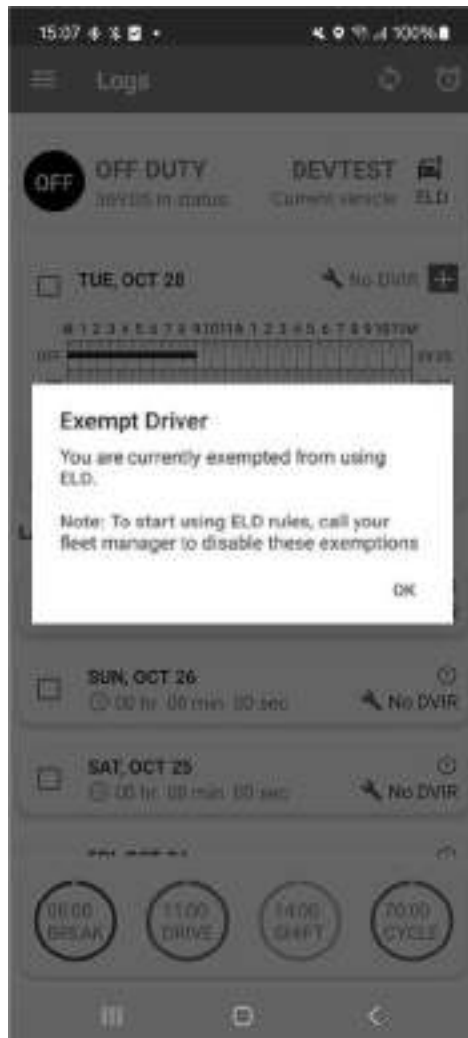 15:07
100%
Logs
OFF
OFF DUTY
DEVTEST
in status
Current vehicle
ELD
TUE, OCT 28
No DVIR
OFF
Exempt Driver
You are currently exempted from using
ELD.
Note: To start using ELD rules, call your
fleet manager to disable these exemptions
OK
SUN, OCT 26
00 hr 00 min 00 sec
No DVIR
SAT, OCT 25
00 hr 00 min 00 sec
No DVIR
BREAK
11:00
DRIVE
14:00
SHIFT
70:00
CYCLE